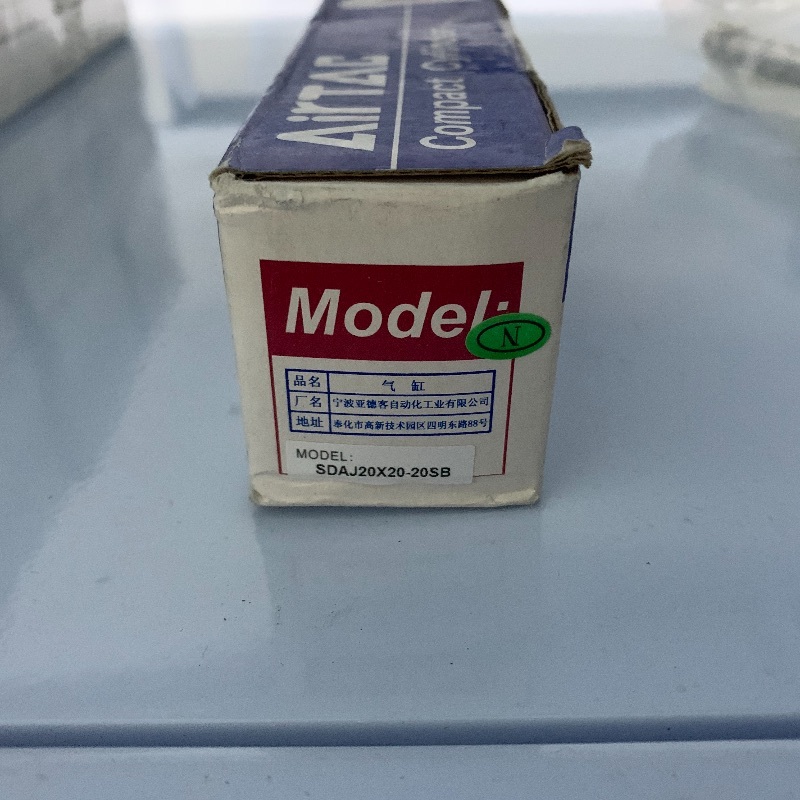 AirTAC
Compact Cylinder
Model:
N
品名 气缸
厂名 宁波亚德客自动化工业有限公司
地址 奉化市高新技术园区四明东路88号
MODEL:
SDAJ20X20-20SB